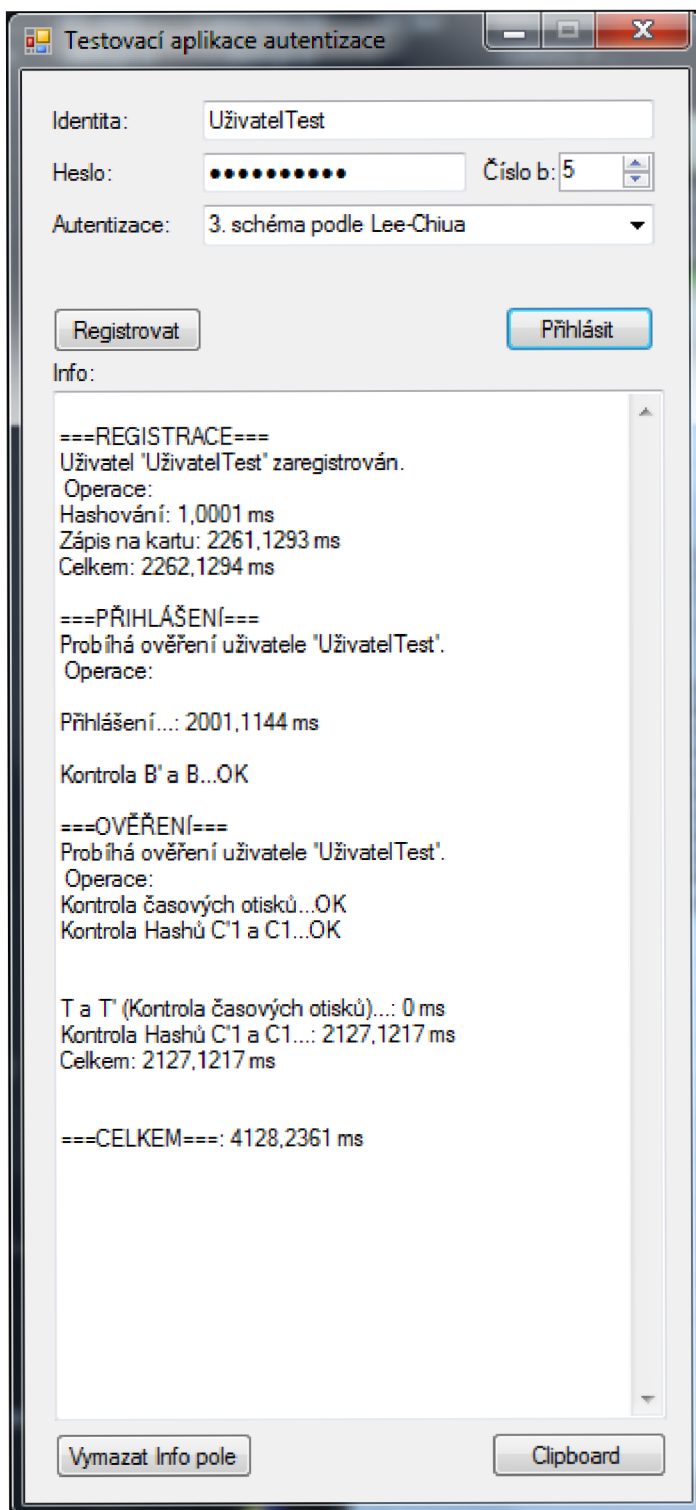 Testovací aplikace autentizace
Identita: UživatelTest
Heslo: ●●●●●●●●●● Číslo b: 5
Autentizace: 3. schéma podle Lee-Chiua
Registrovat Přihlásit
Info:
===REGISTRACE===
Uživatel 'UživatelTest' zaregistrován.
Operace:
Hashování: 1,0001 ms
Zápis na kartu: 2261,1293 ms
Celkem: 2262,1294 ms
===PŘIHLÁŠENÍ===
Probíhá ověření uživatele 'UživatelTest'.
Operace:
Přihlášení...: 2001,1144 ms
Kontrola B' a B...OK
===OVĚŘENÍ===
Probíhá ověření uživatele 'UživatelTest'.
Operace:
Kontrola časových otisků...OK
Kontrola Hashů C'1 a C1...OK
T a T' (Kontrola časových otisků)...: 0 ms
Kontrola Hashů C'1 a C1...: 2127,1217 ms
Celkem: 2127,1217 ms
===CELKEM===: 4128,2361 ms
Vymazat Info pole Clipboard